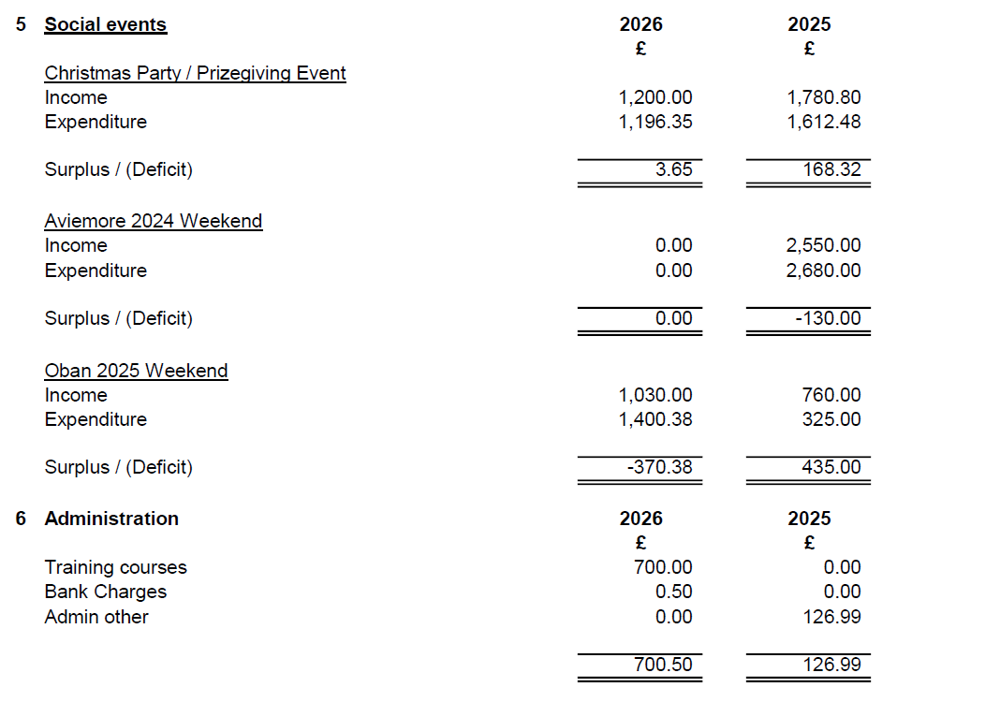 5 Social events 2026 2025
£ £
Christmas Party / Prizegiving Event
Income 1,200.00 1,780.80
Expenditure 1,196.35 1,612.48
Surplus / (Deficit) 3.65 168.32
Aviemore 2024 Weekend
Income 0.00 2,550.00
Expenditure 0.00 2,680.00
Surplus / (Deficit) 0.00 -130.00
Oban 2025 Weekend
Income 1,030.00 760.00
Expenditure 1,400.38 325.00
Surplus / (Deficit) -370.38 435.00
6 Administration 2026 2025
£ £
Training courses 700.00 0.00
Bank Charges 0.50 0.00
Admin other 0.00 126.99
700.50 126.99